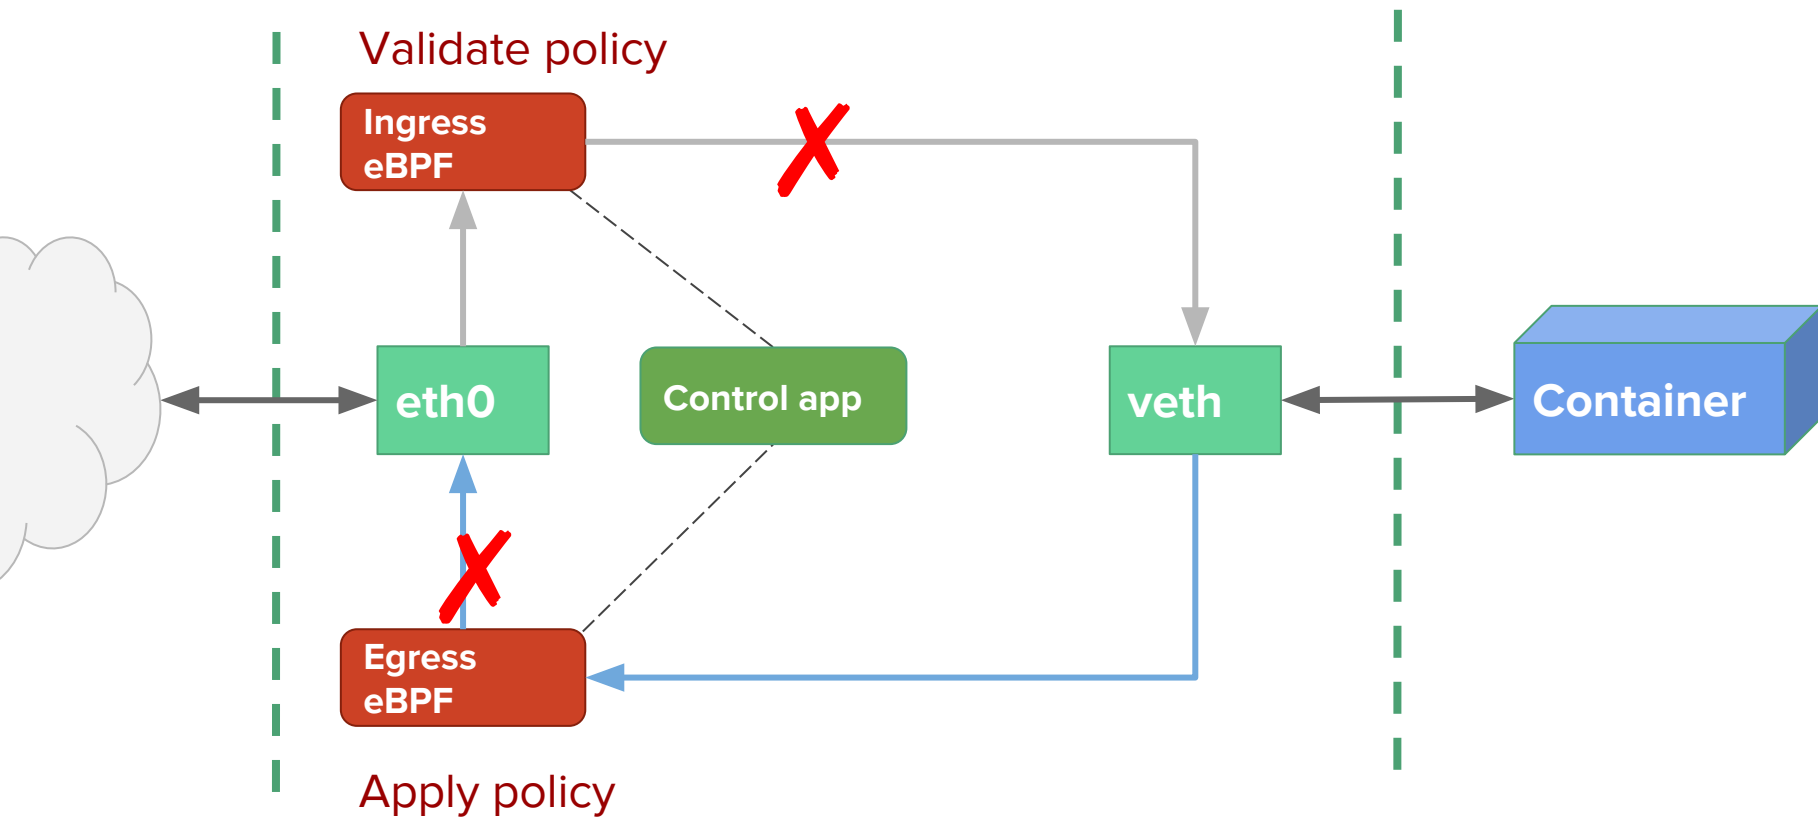 Validate policy
Ingress
eBPF
eth0
Control app
veth
Container
Egress
eBPF
Apply policy